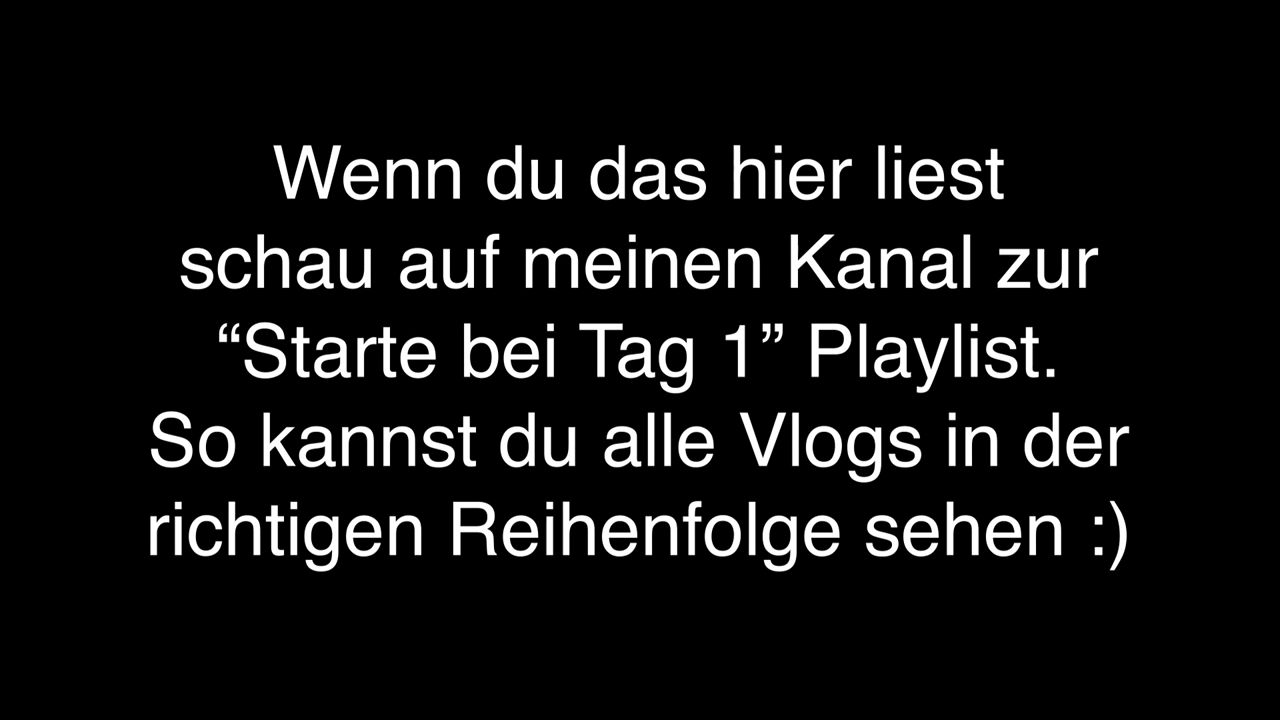 Wenn du das hier liest
schau auf meinen Kanal zur
“Starte bei Tag 1” Playlist.
So kannst du alle Vlogs in der
richtigen Reihenfolge sehen :)